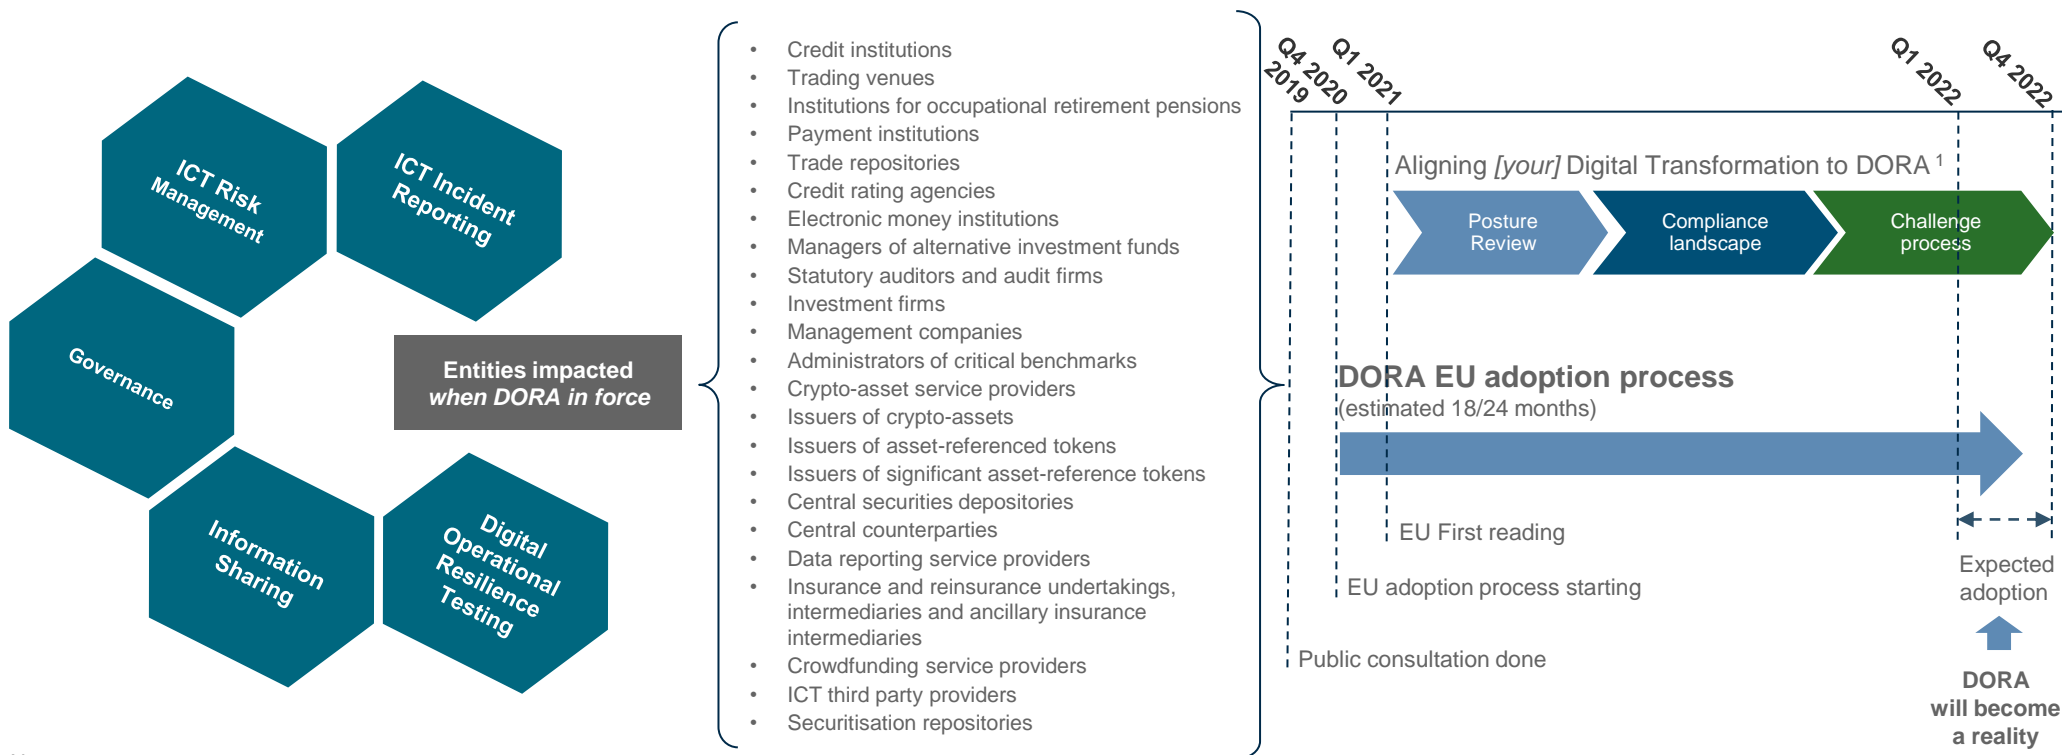 ICT Risk
Management
ICT Incident
Reporting
Governance
Information
Sharing
Digital
Operational
Resilience
Testing
Entities impacted
when DORA in force
• Credit institutions
• Trading venues
• Institutions for occupational retirement pensions
• Payment institutions
• Trade repositories
• Credit rating agencies
• Electronic money institutions
• Managers of alternative investment funds
• Statutory auditors and audit firms
• Investment firms
• Management companies
• Administrators of critical benchmarks
• Crypto-asset service providers
• Issuers of crypto-assets
• Issuers of asset-referenced tokens
• Issuers of significant asset-reference tokens
• Central securities depositories
• Central counterparties
• Data reporting service providers
• Insurance and reinsurance undertakings,
intermediaries and ancillary insurance
intermediaries
• Crowdfunding service providers
• ICT third party providers
• Securitisation repositories
2019
Q4 2020
Q1 2021
Q1 2022
Q4 2022
Aligning [your] Digital Transformation to DORA 1
Posture
Review
Compliance
landscape
Challenge
process
DORA EU adoption process
(estimated 18/24 months)
EU First reading
EU adoption process starting
Public consultation done
Expected
adoption
DORA
will become
a reality